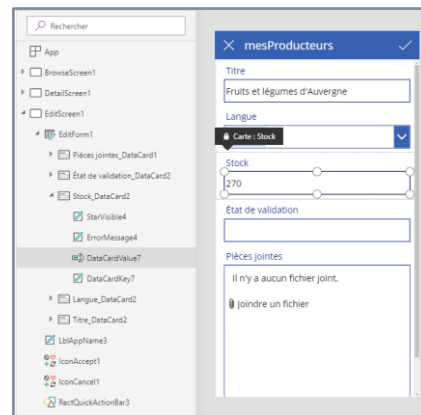 Rechercher
App
BrowseScreen1
DetailScreen1
EditScreen1
EditForm1
Pièces jointes_DataCard1
État de validation_DataCard2
Stock_DataCard2
StarVisible4
ErrorMessage4
DataCardValue7
DataCardKey7
Langue_DataCard2
Titre_DataCard2
LblAppName3
IconAccept1
IconCancel1
RectQuickActionBar3
mesProducteurs
Titre
Fruits et légumes d'Auvergne
Langue
Carte : Stock
Stock
270
État de validation
Pièces jointes
Il n'y a aucun fichier joint.
Joindre un fichier